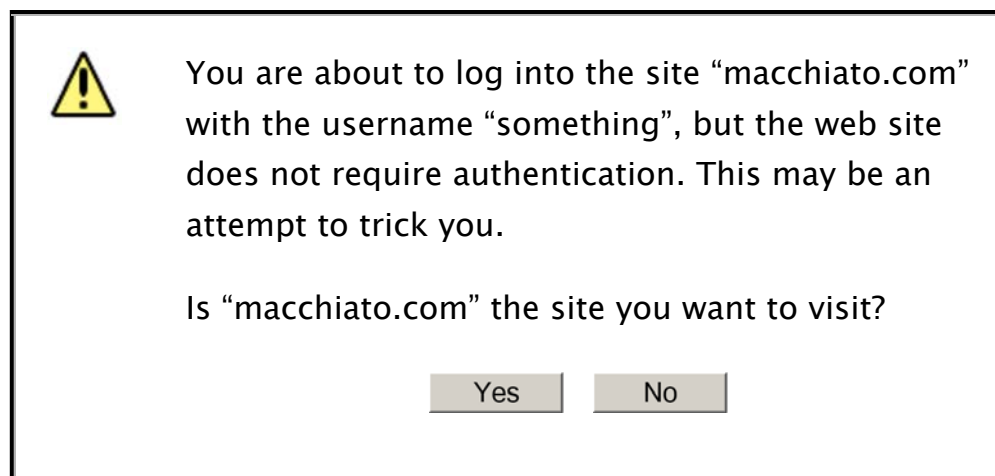 You are about to log into the site “macchiato.com”
with the username “something”, but the web site
does not require authentication. This may be an
attempt to trick you.
Is “macchiato.com” the site you want to visit?
Yes No